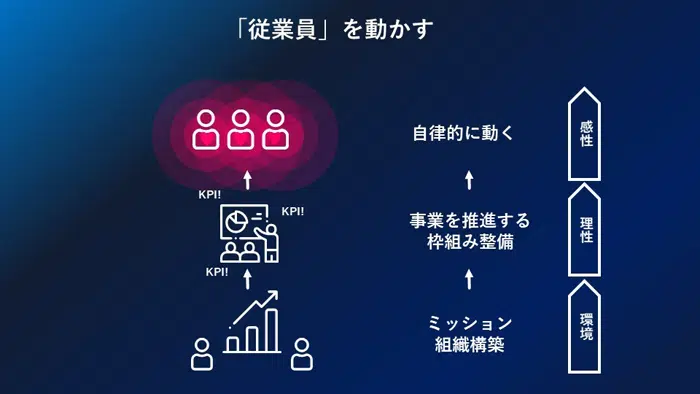 「従業員」を動かす
自律的に動く
感性
KPI!
KPI!
事業を推進する
枠組み整備
理性
KPI!
ミッション
組織構築
環境